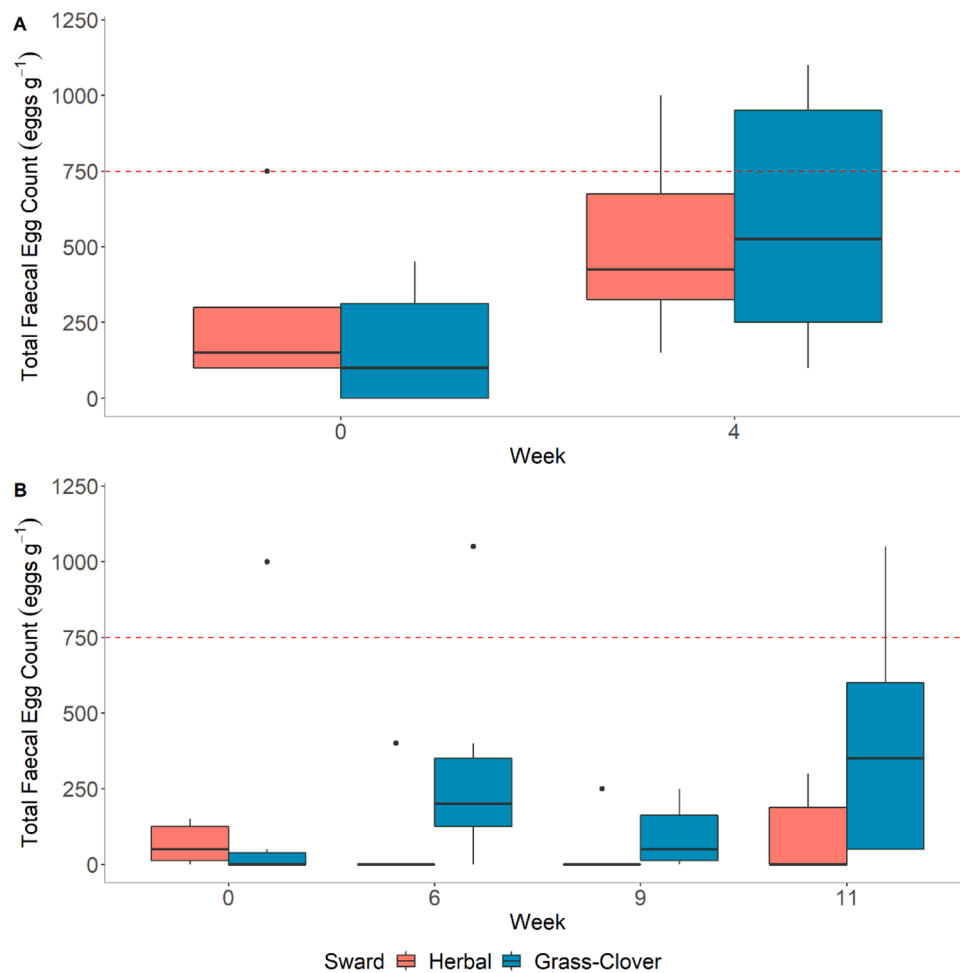 A
Total Faecal Egg Count (eggs g⁻¹)
1250
1000
750
500
250
0
0 4
Week
B
Total Faecal Egg Count (eggs g⁻¹)
1250
1000
750
500
250
0
0 6 9 11
Week
Sward Herbal Grass-Clover